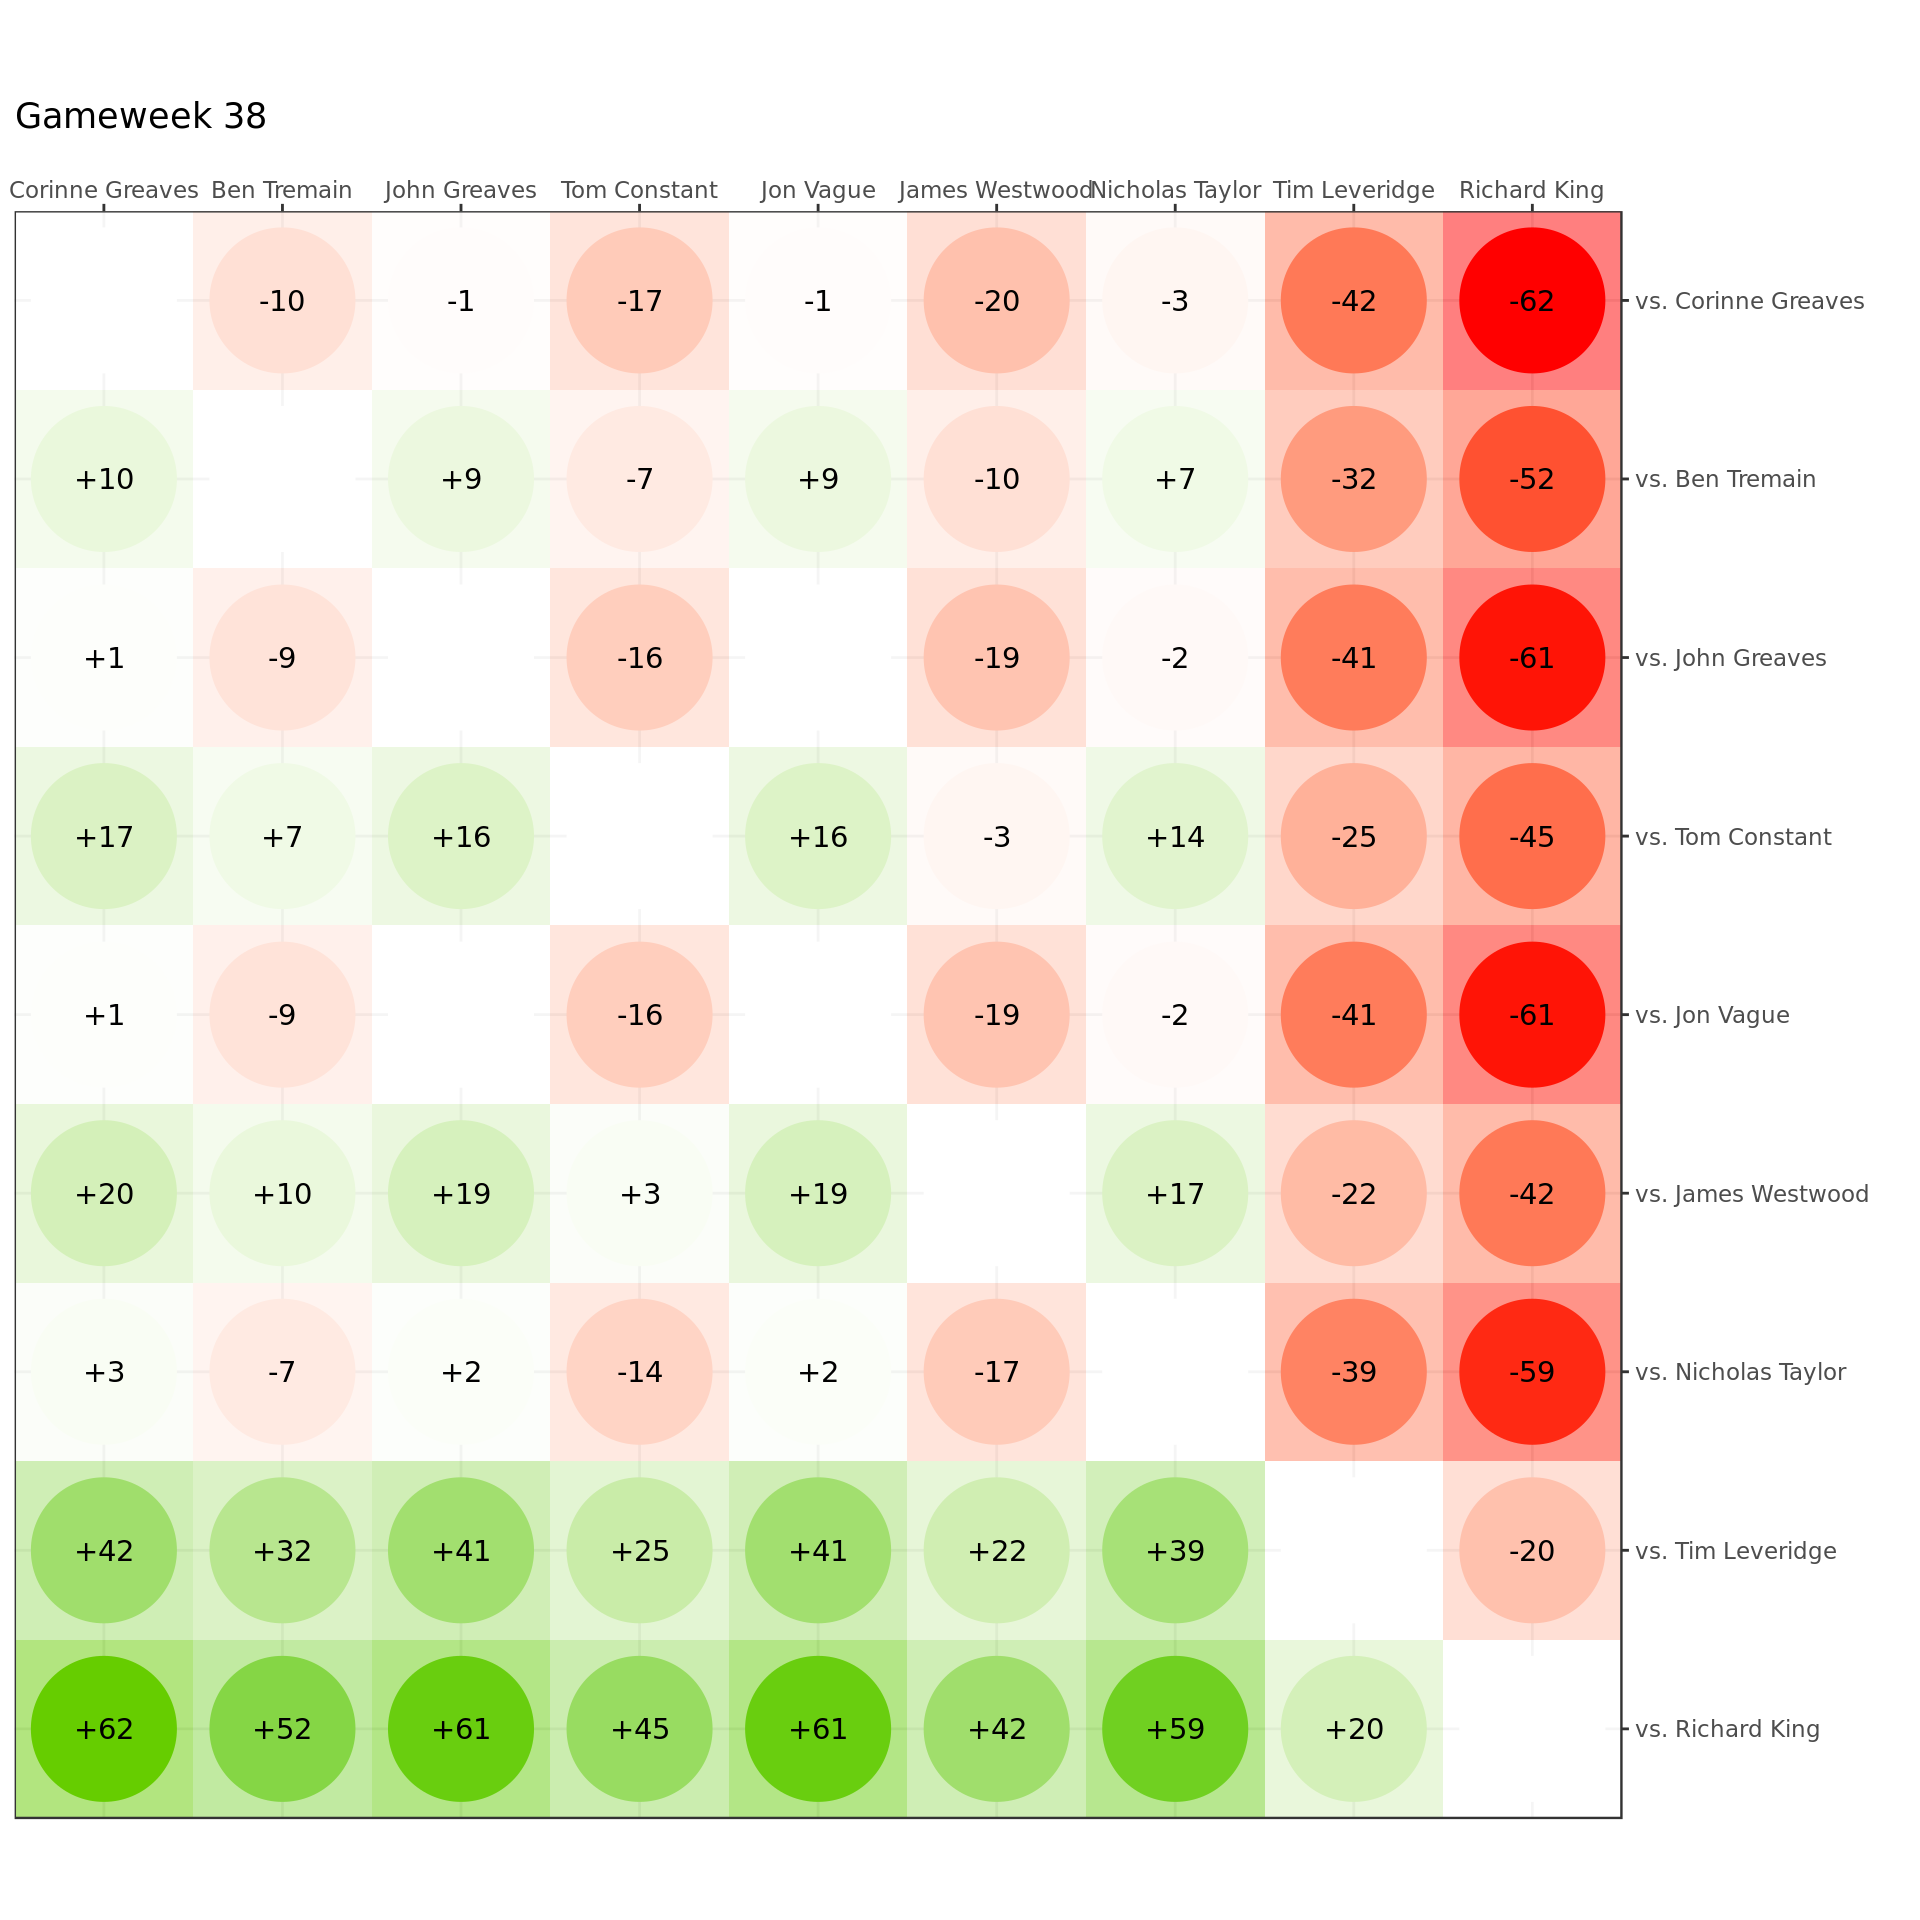 Gameweek 38
Corinne Greaves Ben Tremain John Greaves Tom Constant Jon Vague James Westwood Nicholas Taylor Tim Leveridge Richard King
-10 -1 -17 -1 -20 -3 -42 -62 vs. Corinne Greaves
+10 +9 -7 +9 -10 +7 -32 -52 vs. Ben Tremain
+1 -9 -16 -19 -2 -41 -61 vs. John Greaves
+17 +7 +16 +16 -3 +14 -25 -45 vs. Tom Constant
+1 -9 -16 -19 -2 -41 -61 vs. Jon Vague
+20 +10 +19 +3 +19 +17 -22 -42 vs. James Westwood
+3 -7 +2 -14 +2 -17 -39 -59 vs. Nicholas Taylor
+42 +32 +41 +25 +41 +22 +39 -20 vs. Tim Leveridge
+62 +52 +61 +45 +61 +42 +59 +20 vs. Richard King